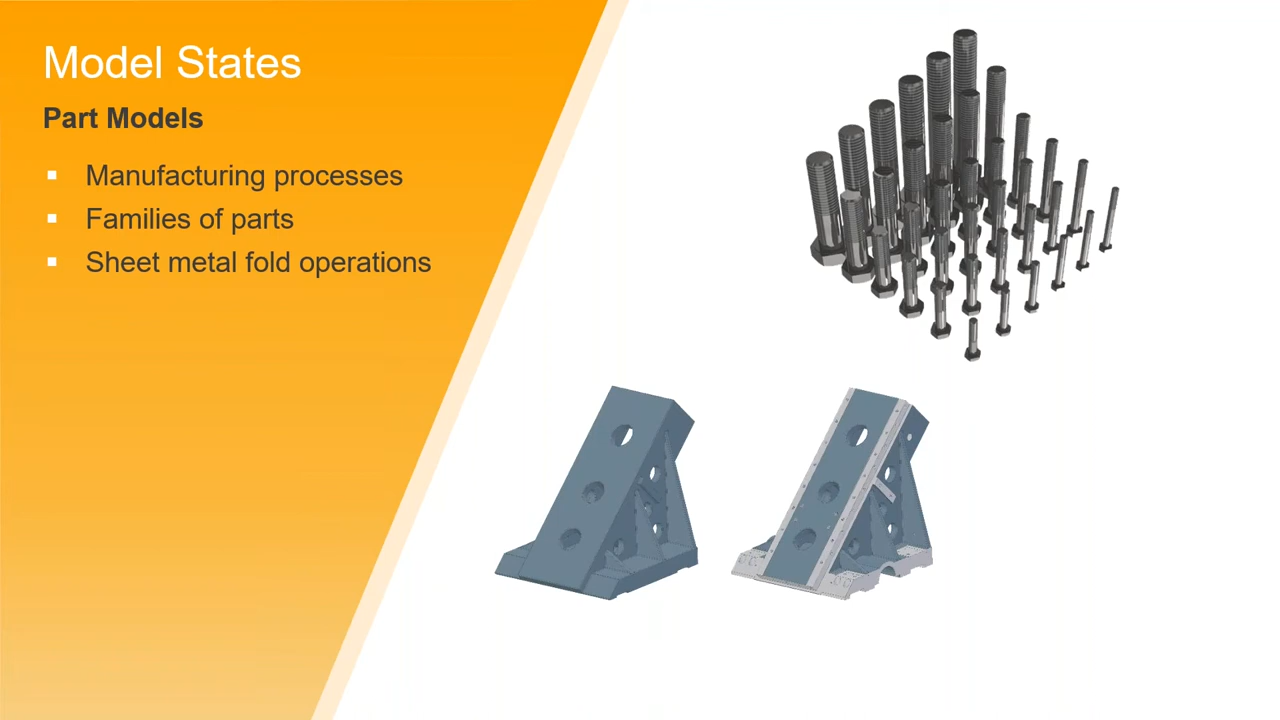 Model States
Part Models
Manufacturing processes
Families of parts
Sheet metal fold operations